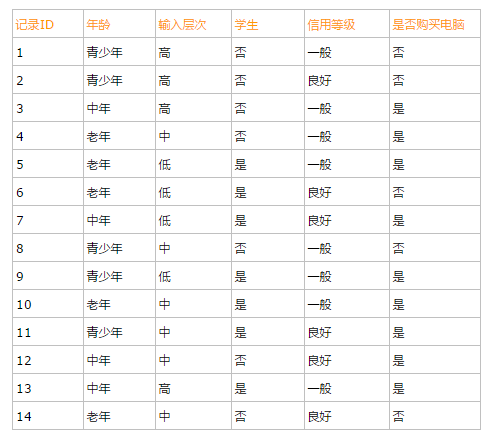 记录ID 年龄 输入层次 学生 信用等级 是否购买电脑
1 青少年 高 否 一般 否
2 青少年 高 否 良好 否
3 中年 高 否 一般 是
4 老年 中 否 一般 是
5 老年 低 是 一般 是
6 老年 低 是 良好 否
7 中年 低 是 良好 是
8 青少年 中 否 一般 否
9 青少年 低 是 一般 是
10 老年 中 是 一般 是
11 青少年 中 是 良好 是
12 中年 中 否 良好 是
13 中年 高 是 一般 是
14 老年 中 否 良好 否